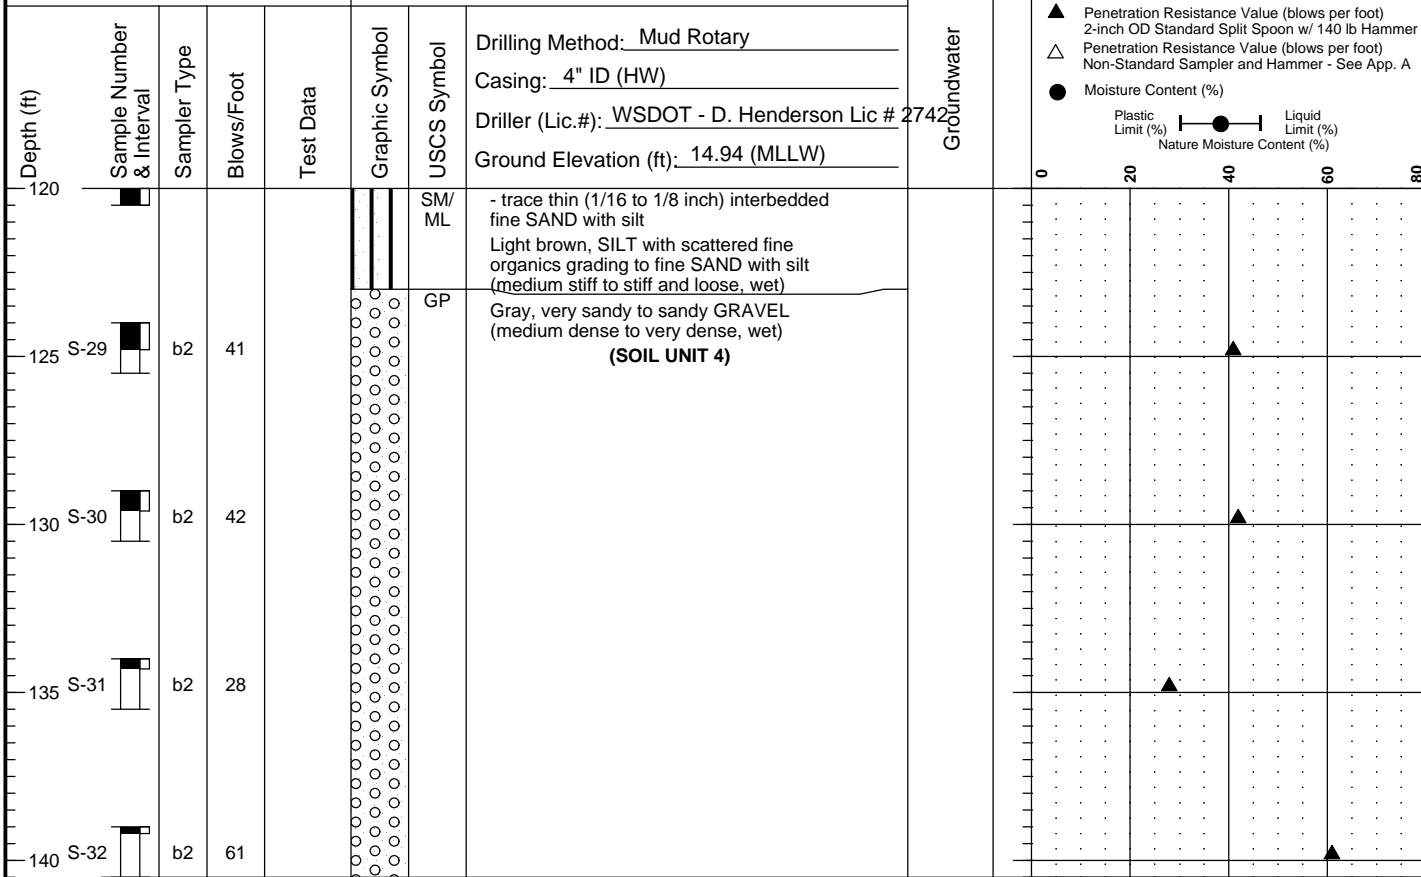 Depth (ft)
Sample Number
& Interval
Sampler Type
Blows/Foot
Test Data
Graphic Symbol
USCS Symbol
Drilling Method: Mud Rotary
Casing: 4" ID (HW)
Driller (Lic.#): WSDOT - D. Henderson Lic # 2742
Ground Elevation (ft): 14.94 (MLLW)
Groundwater
Penetration Resistance Value (blows per foot)
2-inch OD Standard Split Spoon w/ 140 lb Hammer
Penetration Resistance Value (blows per foot)
Non-Standard Sampler and Hammer - See App. A
Moisture Content (%)
Plastic
Limit (%)
Liquid
Limit (%)
Nature Moisture Content (%)
0 20 40 60 80
120
SM/
ML
- trace thin (1/16 to 1/8 inch) interbedded
fine SAND with silt
Light brown, SILT with scattered fine
organics grading to fine SAND with silt
(medium stiff to stiff and loose, wet)
GP
Gray, very sandy to sandy GRAVEL
(medium dense to very dense, wet)
(SOIL UNIT 4)
125 S-29 b2 41
130 S-30 b2 42
135 S-31 b2 28
140 S-32 b2 61